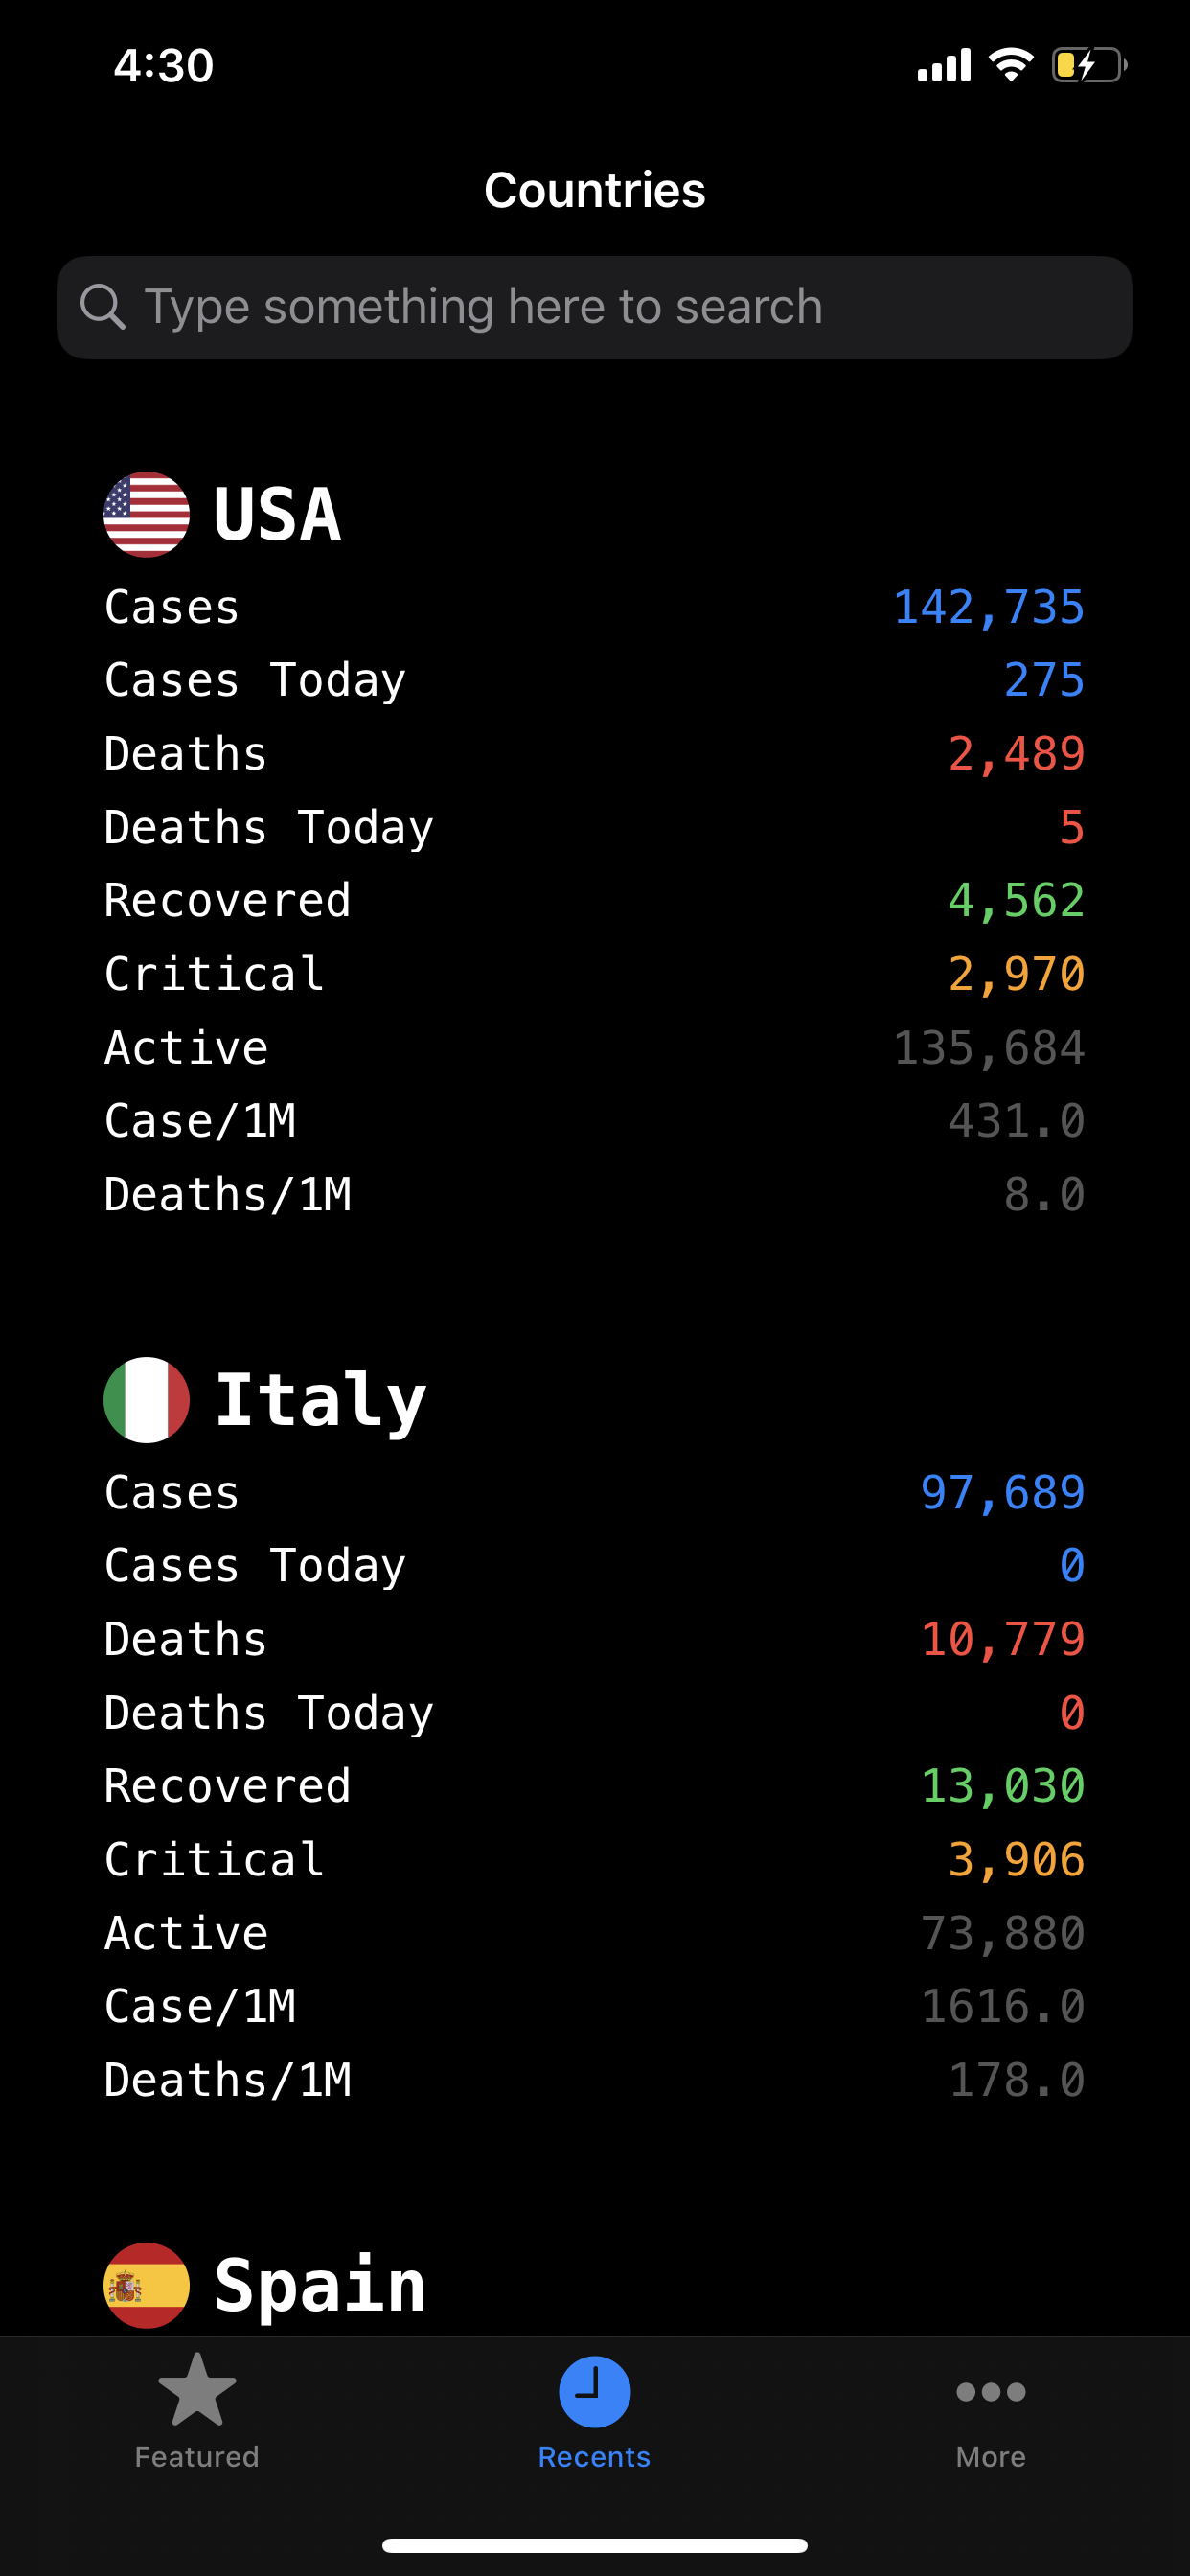 4:30
Countries
Type something here to search
USA
Cases 142,735
Cases Today 275
Deaths 2,489
Deaths Today 5
Recovered 4,562
Critical 2,970
Active 135,684
Case/1M 431.0
Deaths/1M 8.0
Italy
Cases 97,689
Cases Today 0
Deaths 10,779
Deaths Today 0
Recovered 13,030
Critical 3,906
Active 73,880
Case/1M 1616.0
Deaths/1M 178.0
Spain
Featured Recents More